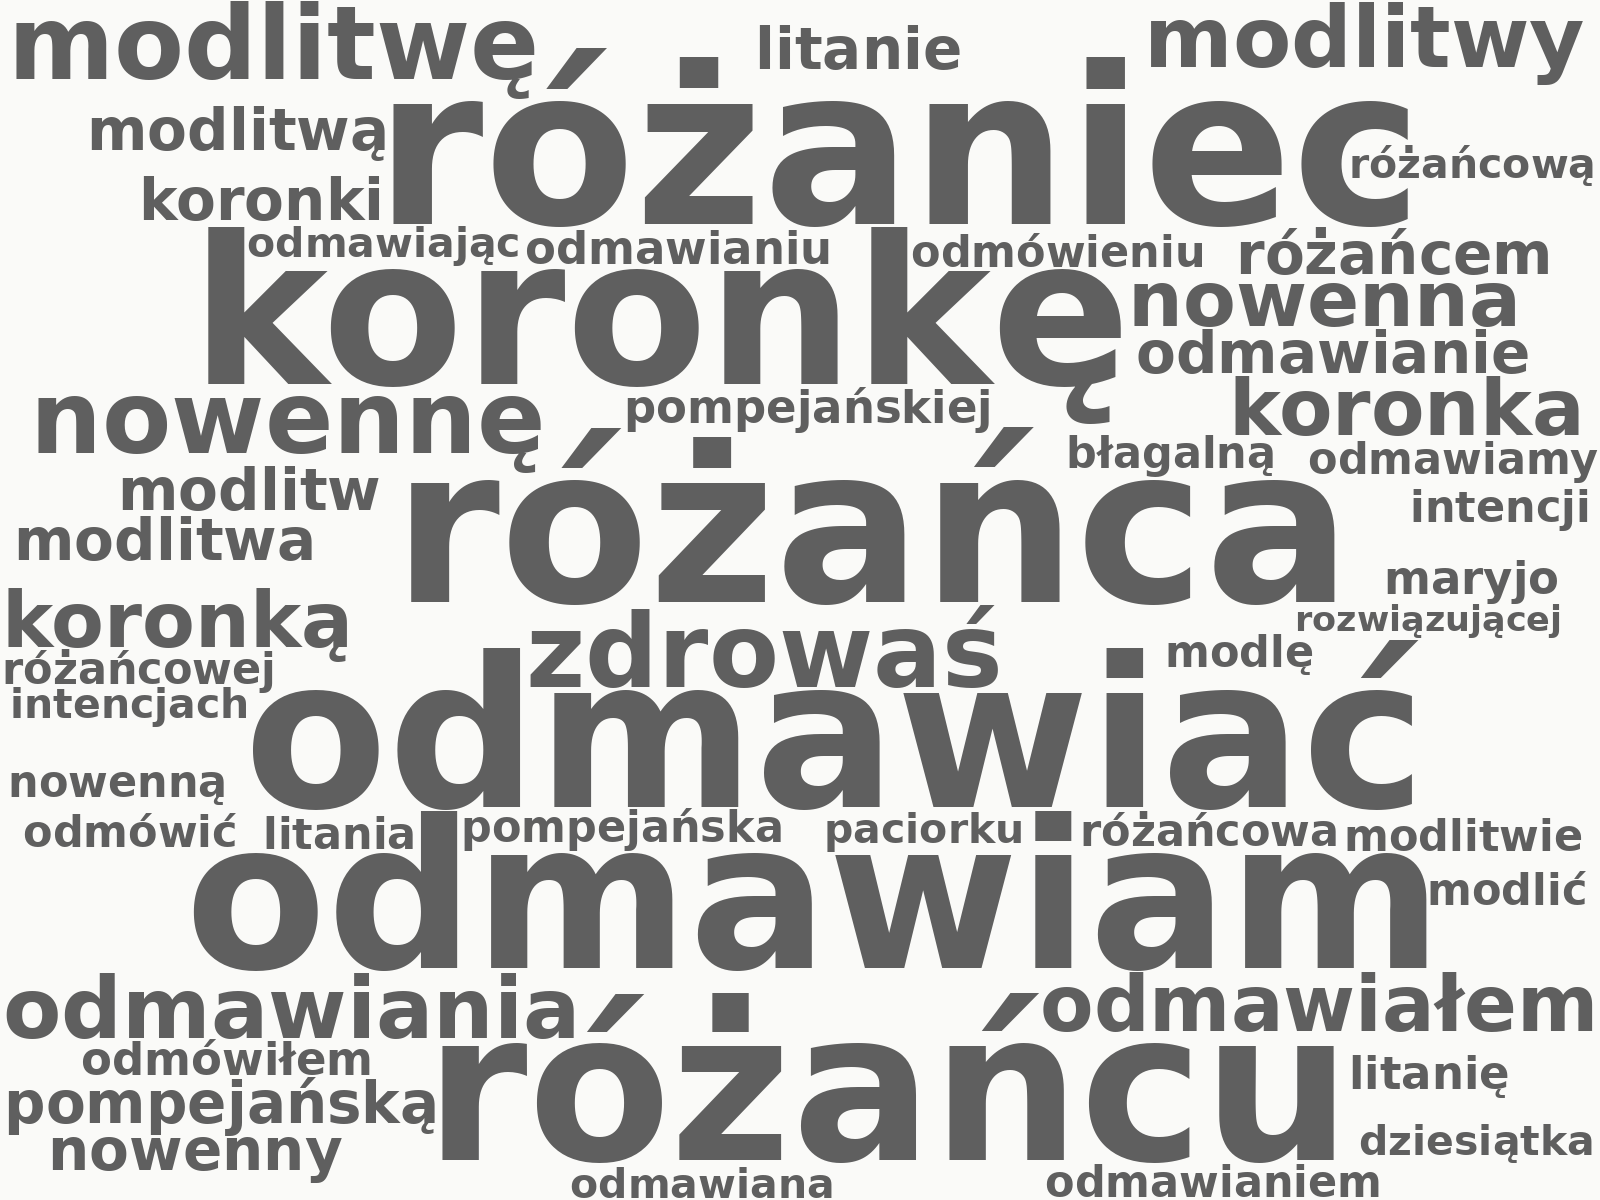 modlitwę litanie modlitwy
modlitwą różaniec różańcową
koronki
odmawiając odmawianiu odmówieniu różańcem
koronkę nowenna
odmawianie
nowennę pompejańskiej koronka
błagalną odmawiamy
modlitw różańca intencji
modlitwa
maryjo
koronką rozwiązującej
zdrowaś modlę
różańcowej
intencjach odmawiać
nowenną
odmówić litania pompejańska paciorku różańcowa modlitwie
odmawiam modlić
odmawiania odmawiałem
odmówiłem różańcu litanię
pompejańską
nowenny dziesiątka
odmawiana odmawianiem